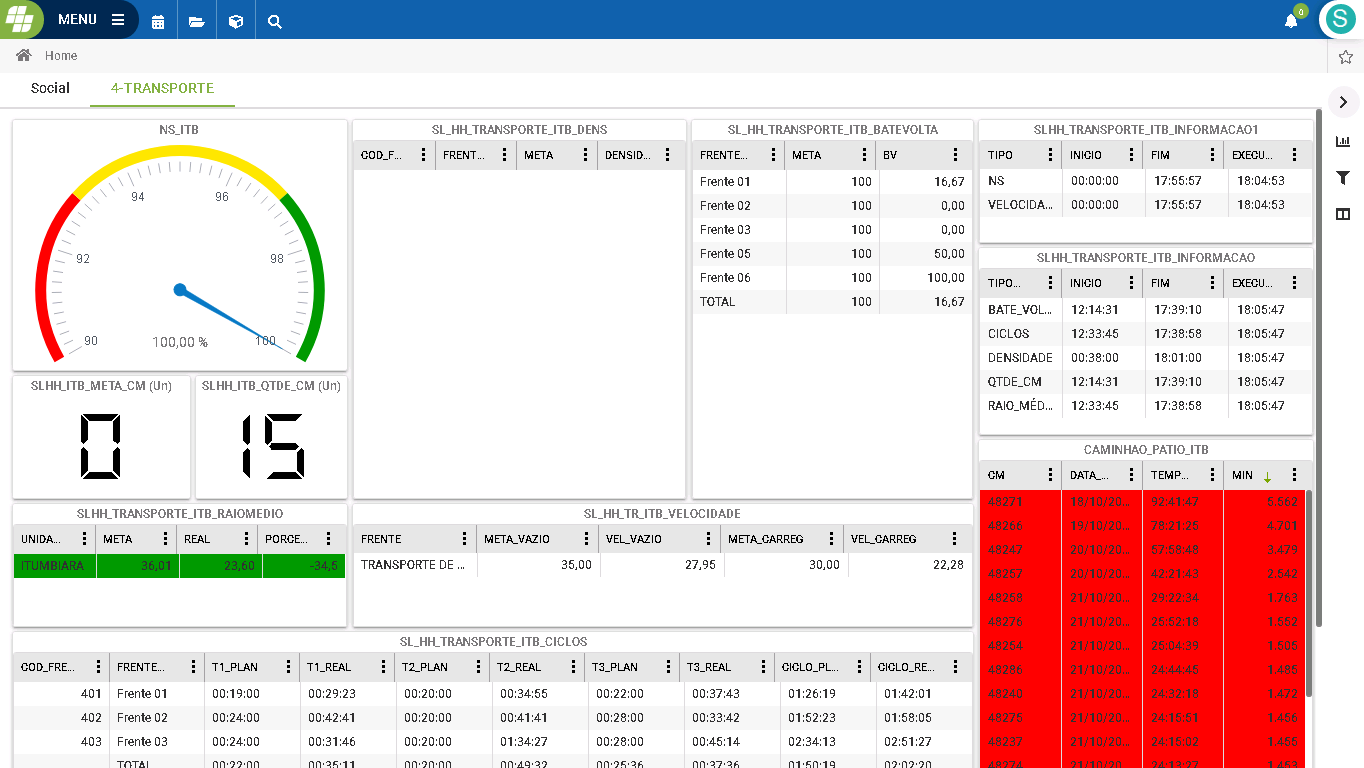 MENU
0
S
Home
Social
4-TRANSPORTE
NS_ITB
94 96
92 98
90 100,00 % 100
SLHH_ITB_META_CM (Un)
0
SLHH_ITB_QTDE_CM (Un)
15
SL_HH_TRANSPORTE_ITB_DENS
COD_F... FRENT... META DENSID...
SL_HH_TRANSPORTE_ITB_BATEVOLTA
FRENTE... META BV
Frente 01 100 16,67
Frente 02 100 0,00
Frente 03 100 0,00
Frente 05 100 50,00
Frente 06 100 100,00
TOTAL 100 16,67
SLHH_TRANSPORTE_ITB_INFORMACAO1
TIPO INICIO FIM EXECU...
NS 00:00:00 17:55:57 18:04:53
VELOCIDA... 00:00:00 17:55:57 18:04:53
SLHH_TRANSPORTE_ITB_INFORMACAO
TIPO... INICIO FIM EXECU...
BATE_VOL... 12:14:31 17:39:10 18:05:47
CICLOS 12:33:45 17:38:58 18:05:47
DENSIDADE 00:38:00 18:01:00 18:05:47
QTDE_CM 12:14:31 17:39:10 18:05:47
RAIO_MÉD... 12:33:45 17:38:58 18:05:47
CAMINHAO_PATIO_ITB
CM DATA_... TEMP... MIN
48271 18/10/20... 92:41:47 5.562
48265 19/10/20... 78:21:25 4.701
48247 20/10/20... 57:58:48 3.479
48257 20/10/20... 42:21:43 2.542
48258 21/10/20... 29:22:34 1.763
48276 21/10/20... 25:52:18 1.552
48254 21/10/20... 25:04:39 1.505
48286 21/10/20... 24:44:45 1.485
48240 21/10/20... 24:32:18 1.472
48275 21/10/20... 24:15:51 1.456
48237 21/10/20... 24:15:02 1.455
48274 21/10/20... 24:13:27 1.453
SLHH_TRANSPORTE_ITB_RAIOMEDIO
UNIDA... META REAL PORCE...
ITUMBIARA 36,01 23,60 -34,5
SL_HH_TR_ITB_VELOCIDADE
FRENTE META_VAZIO VEL_VAZIO META_CARREG VEL_CARREG
TRANSPORTE DE ... 35,00 27,95 30,00 22,28
SL_HH_TRANSPORTE_ITB_CICLOS
COD_FRE... FRENTE... T1_PLAN T1_REAL T2_PLAN T2_REAL T3_PLAN T3_REAL CICLO_PL... CICLO_RE...
401 Frente 01 00:19:00 00:29:23 00:20:00 00:34:55 00:22:00 00:37:43 01:26:19 01:42:01
402 Frente 02 00:24:00 00:42:41 00:20:00 00:41:41 00:28:00 00:33:42 01:52:23 01:58:05
403 Frente 03 00:24:00 00:31:46 00:20:00 01:34:27 00:28:00 00:45:14 02:34:13 02:51:27
TOTAL 00:22:00 00:35:11 00:20:00 00:49:32 00:25:36 00:37:36 01:50:19 02:02:20